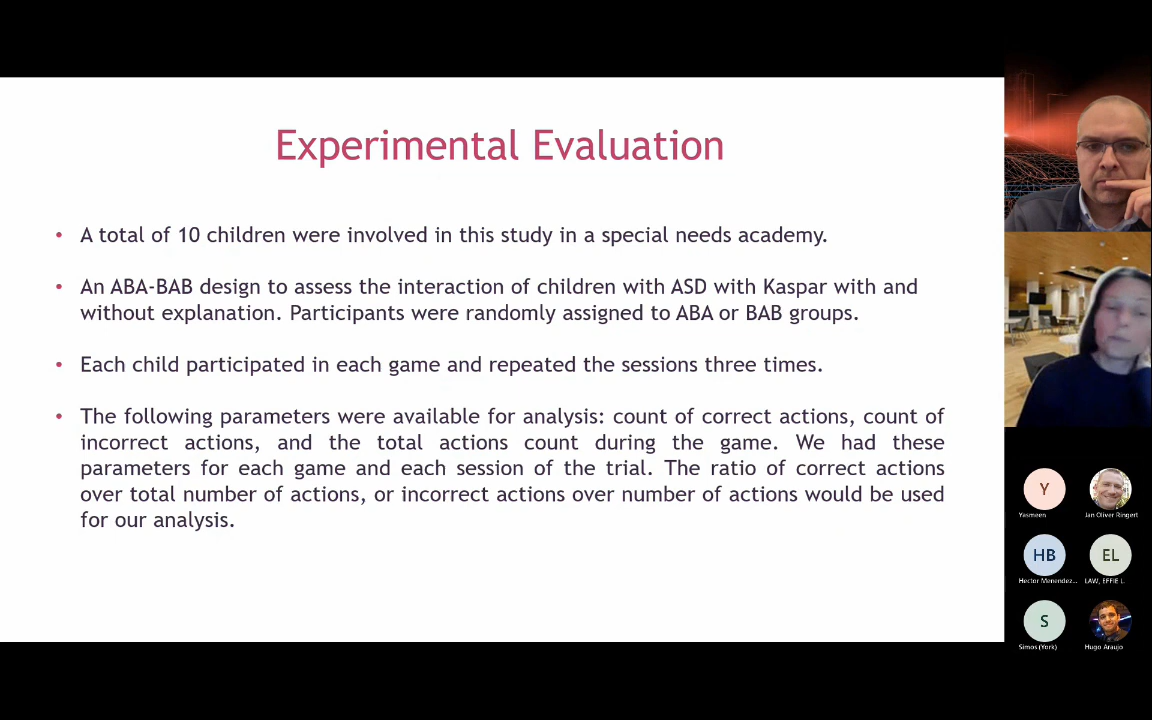 Experimental Evaluation
• A total of 10 children were involved in this study in a special needs academy.
• An ABA-BAB design to assess the interaction of children with ASD with Kaspar with and
without explanation. Participants were randomly assigned to ABA or BAB groups.
• Each child participated in each game and repeated the sessions three times.
• The following parameters were available for analysis: count of correct actions, count of
incorrect actions, and the total actions count during the game. We had these
parameters for each game and each session of the trial. The ratio of correct actions
over total number of actions, or incorrect actions over number of actions would be used
for our analysis.
Y
Yasmeen
Jan Oliver Ringert
HB
EL
Hector Menendez...
LAW, EFFIE L.
S
Simos (York)
Hugo Araujo